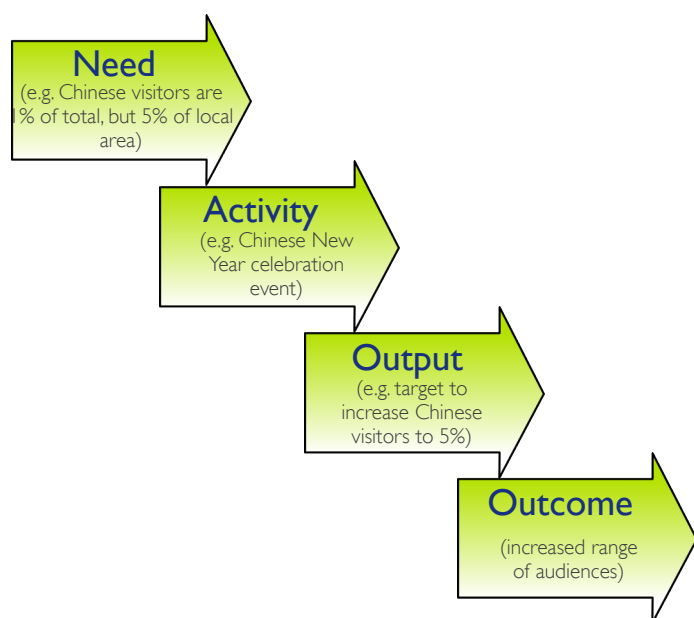 Need
(e.g. Chinese visitors are
1% of total, but 5% of local
area)
Activity
(e.g. Chinese New
Year celebration
event)
Output
(e.g. target to
increase Chinese
visitors to 5%)
Outcome
(increased range
of audiences)